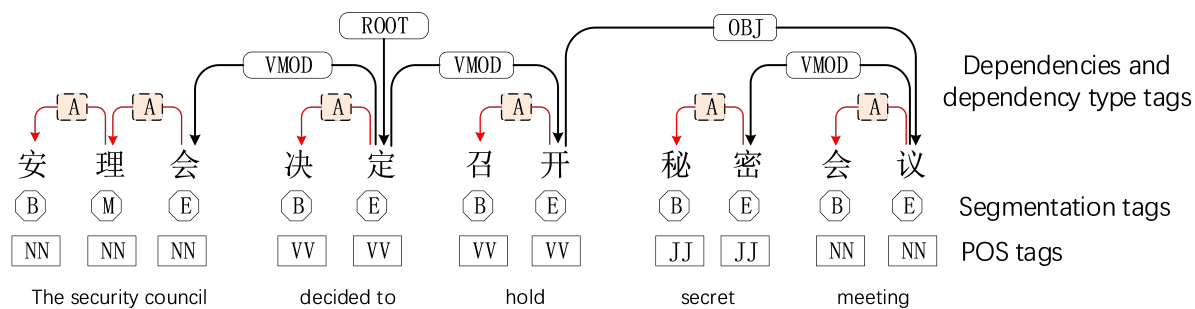 ROOT
OBJ
VMOD VMOD VMOD
Dependencies and
dependency type tags
A A A A A A
安 理 会 决 定 召 开 秘 密 会 议
B M E B E B E B E B E
Segmentation tags
NN NN NN VV VV VV VV JJ JJ NN NN
POS tags
The security council decided to hold secret meeting